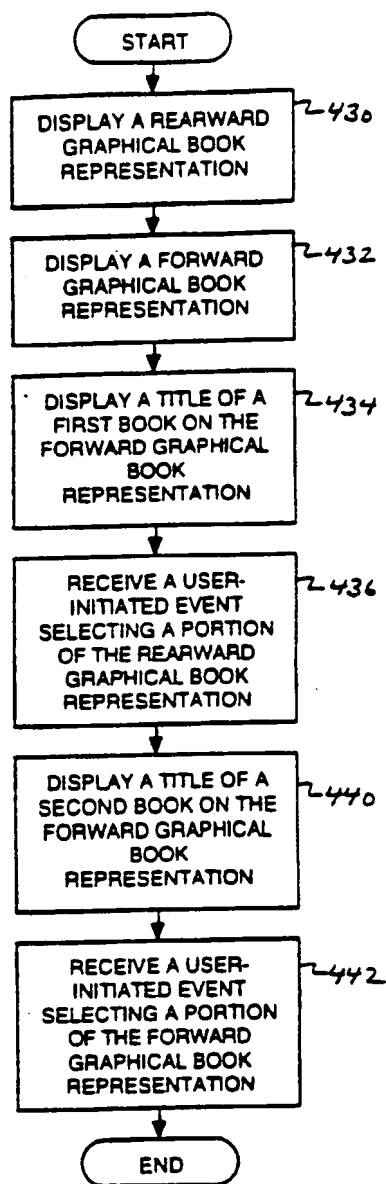 START
DISPLAY A REARWARD
GRAPHICAL BOOK
REPRESENTATION
430
DISPLAY A FORWARD
GRAPHICAL BOOK
REPRESENTATION
432
DISPLAY A TITLE OF A
FIRST BOOK ON THE
FORWARD GRAPHICAL
BOOK
REPRESENTATION
434
RECEIVE A USER-
INITIATED EVENT
SELECTING A PORTION
OF THE REARWARD
GRAPHICAL BOOK
REPRESENTATION
436
DISPLAY A TITLE OF A
SECOND BOOK ON THE
FORWARD GRAPHICAL
BOOK
REPRESENTATION
440
RECEIVE A USER-
INITIATED EVENT
SELECTING A PORTION
OF THE FORWARD
GRAPHICAL BOOK
REPRESENTATION
442
END